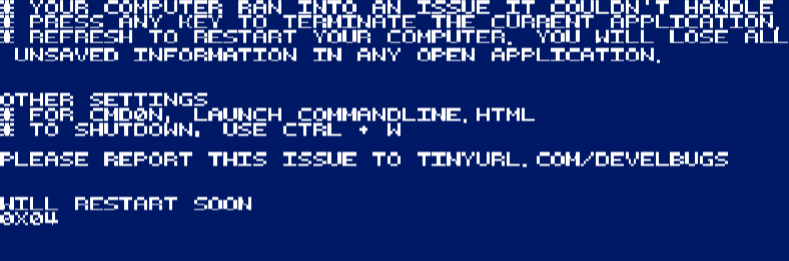 * YOUR COMPUTER RAN INTO AN ISSUE IT COULDN'T HANDLE
* PRESS ANY KEY TO TERMINATE THE CURRENT APPLICATION.
* REFRESH TO RESTART YOUR COMPUTER. YOU WILL LOSE ALL
UNSAVED INFORMATION IN ANY OPEN APPLICATION.
OTHER SETTINGS
* FOR CMD0N, LAUNCH COMMANDLINE.HTML
* TO SHUTDOWN, USE CTRL + W
PLEASE REPORT THIS ISSUE TO TINYURL.COM/DEVELBUGS
WILL RESTART SOON
0X04